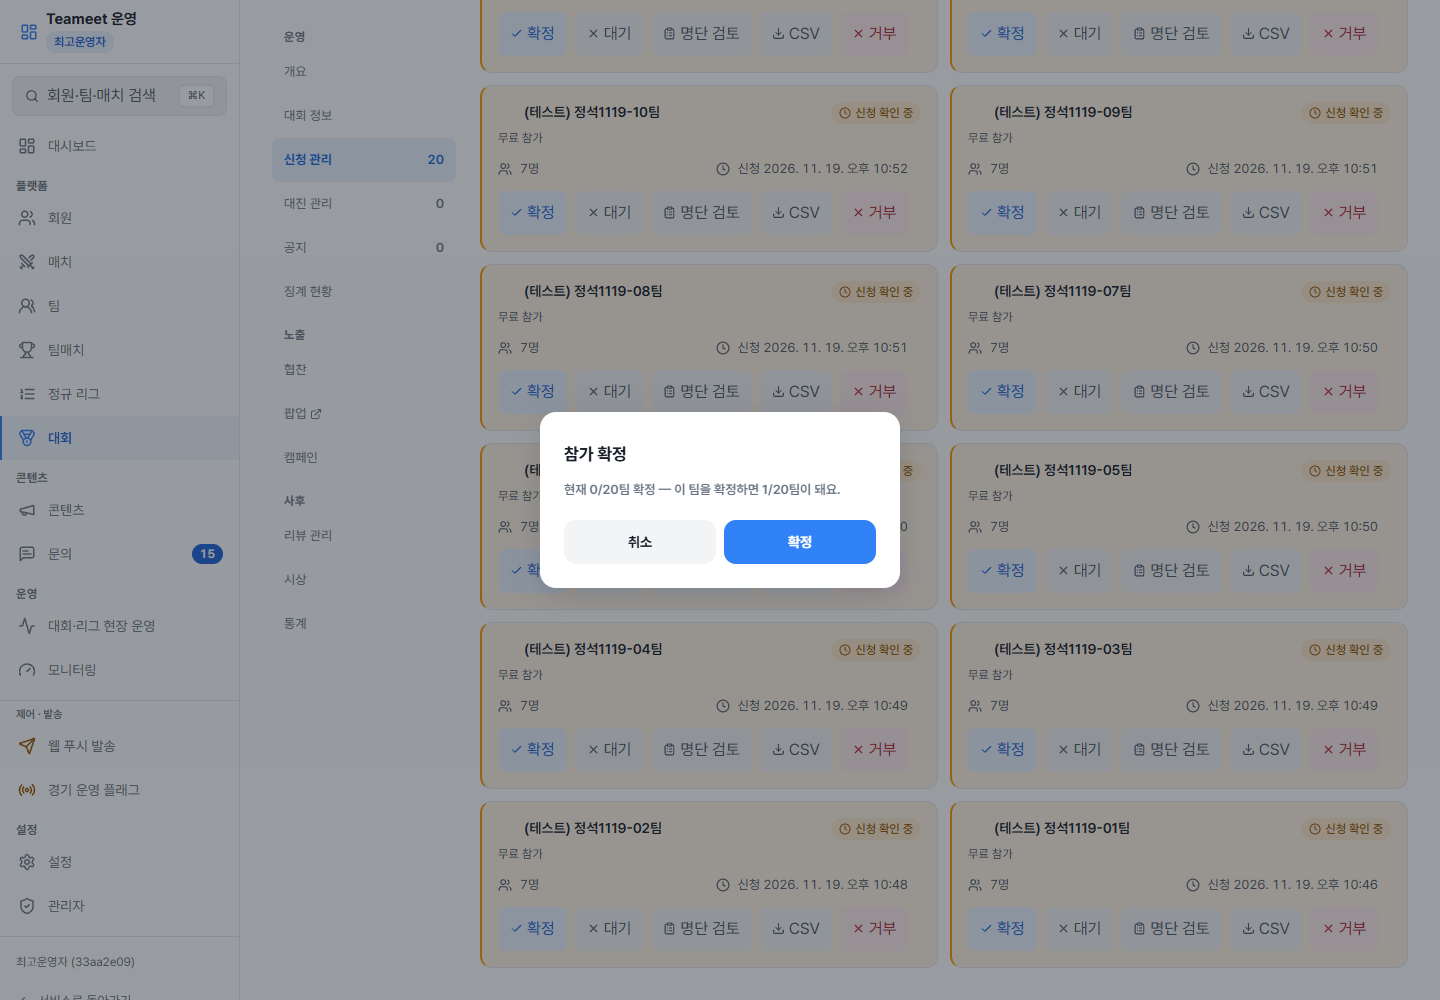 Teameet 운영
최고운영자
회원·팀·매치 검색 ⌘K
대시보드
플랫폼
회원
매치
팀
팀매치
정규 리그
대회
콘텐츠
콘텐츠
문의 15
운영
대회·리그 현장 운영
모니터링
제어 · 발송
웹 푸시 발송
경기 운영 플래그
설정
설정
관리자
최고운영자 (33aa2e09)
서비스로 돌아가기
운영
개요
대회 정보
신청 관리 20
대진 관리 0
공지 0
징계 현황
노출
협찬
팝업
캠페인
사후
리뷰 관리
시상
통계
확정 대기 명단 검토 CSV 거부
확정 대기 명단 검토 CSV 거부
(테스트) 정석1119-10팀 신청 확인 중
무료 참가
7명 신청 2026. 11. 19. 오후 10:52
확정 대기 명단 검토 CSV 거부
(테스트) 정석1119-09팀 신청 확인 중
무료 참가
7명 신청 2026. 11. 19. 오후 10:51
확정 대기 명단 검토 CSV 거부
(테스트) 정석1119-08팀 신청 확인 중
무료 참가
7명 신청 2026. 11. 19. 오후 10:51
확정 대기 명단 검토 CSV 거부
(테스트) 정석1119-07팀 신청 확인 중
무료 참가
7명 신청 2026. 11. 19. 오후 10:50
확정 대기 명단 검토 CSV 거부
(테ᅠ중
무료 참
7명 0
확
참가 확정
현재 0/20팀 확정 — 이 팀을 확정하면 1/20팀이 돼요.
취소 확정
(테스트) 정석1119-05팀 신청 확인 중
무료 참가
7명 신청 2026. 11. 19. 오후 10:50
확정 대기 명단 검토 CSV 거부
(테스트) 정석1119-04팀 신청 확인 중
무료 참가
7명 신청 2026. 11. 19. 오후 10:49
확정 대기 명단 검토 CSV 거부
(테스트) 정석1119-03팀 신청 확인 중
무료 참가
7명 신청 2026. 11. 19. 오후 10:49
확정 대기 명단 검토 CSV 거부
(테스트) 정석1119-02팀 신청 확인 중
무료 참가
7명 신청 2026. 11. 19. 오후 10:48
확정 대기 명단 검토 CSV 거부
(테스트) 정석1119-01팀 신청 확인 중
무료 참가
7명 신청 2026. 11. 19. 오후 10:46
확정 대기 명단 검토 CSV 거부